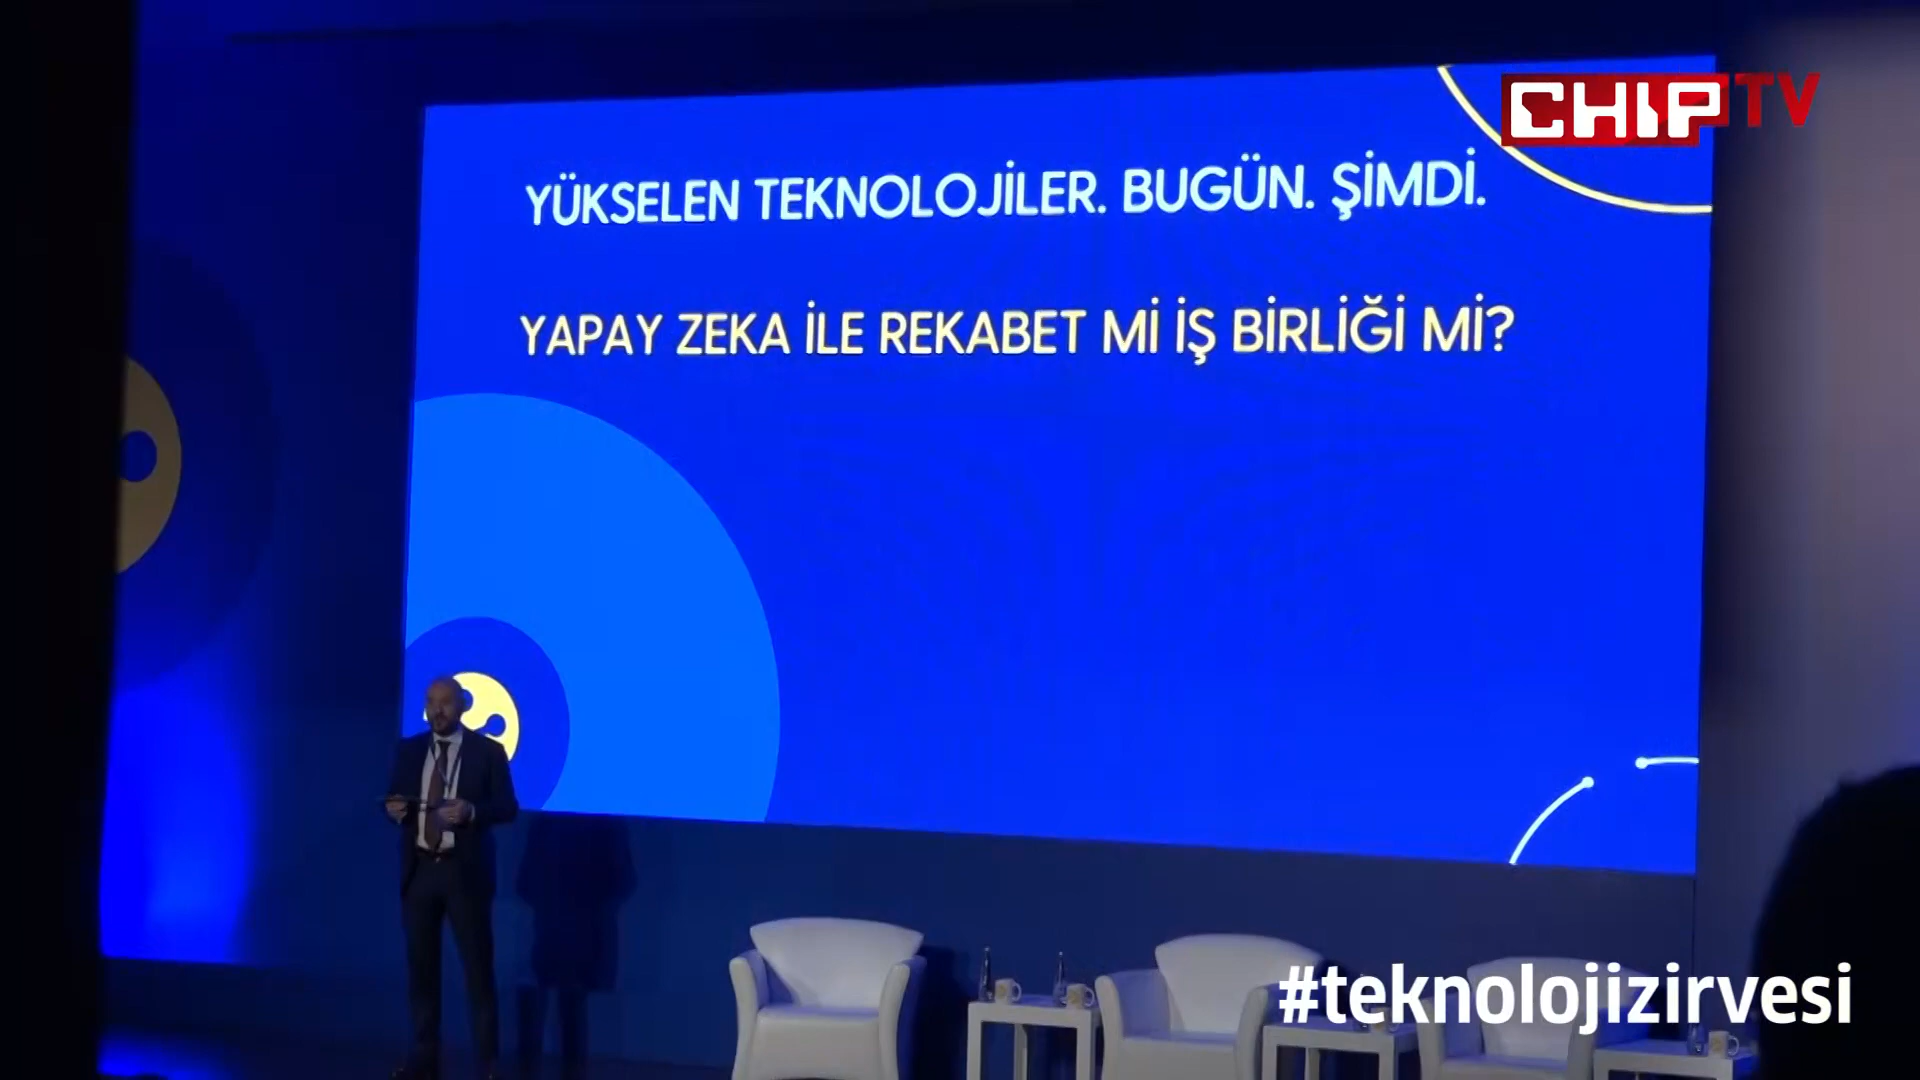 CHIP TV
YÜKSELEN TEKNOLOJİLER. BUGÜN. ŞİMDİ.
YAPAY ZEKA İLE REKABET Mİ İŞ BİRLİĞİ Mİ?
#teknolojizirvesi